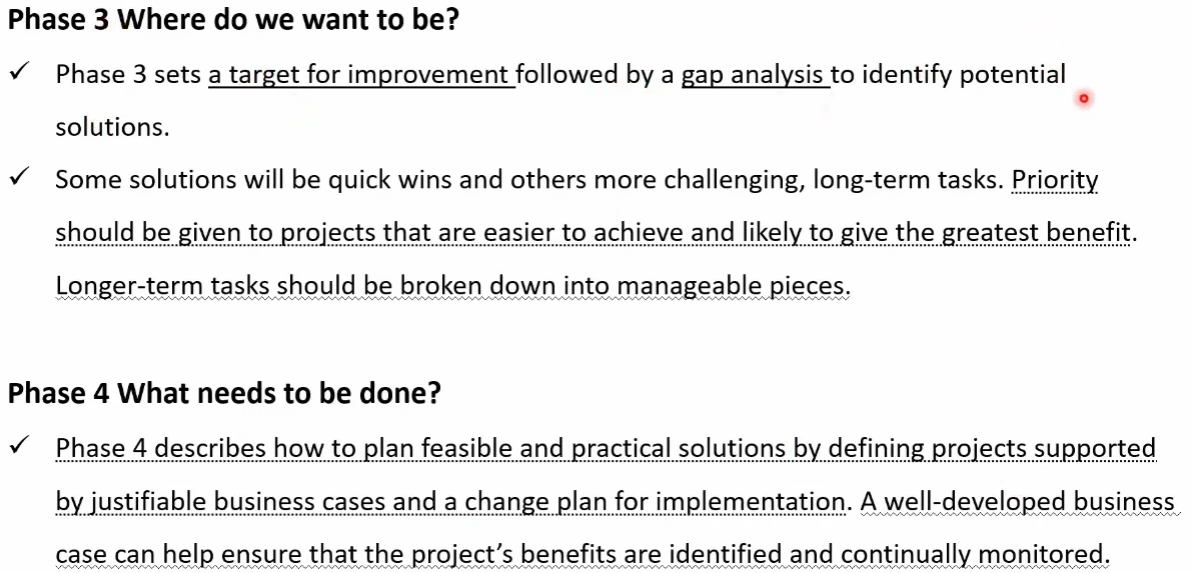 Phase 3 Where do we want to be?
✓ Phase 3 sets a target for improvement followed by a gap analysis to identify potential
solutions.
✓ Some solutions will be quick wins and others more challenging, long-term tasks. Priority
should be given to projects that are easier to achieve and likely to give the greatest benefit.
Longer-term tasks should be broken down into manageable pieces.
Phase 4 What needs to be done?
✓ Phase 4 describes how to plan feasible and practical solutions by defining projects supported
by justifiable business cases and a change plan for implementation. A well-developed business
case can help ensure that the project’s benefits are identified and continually monitored.